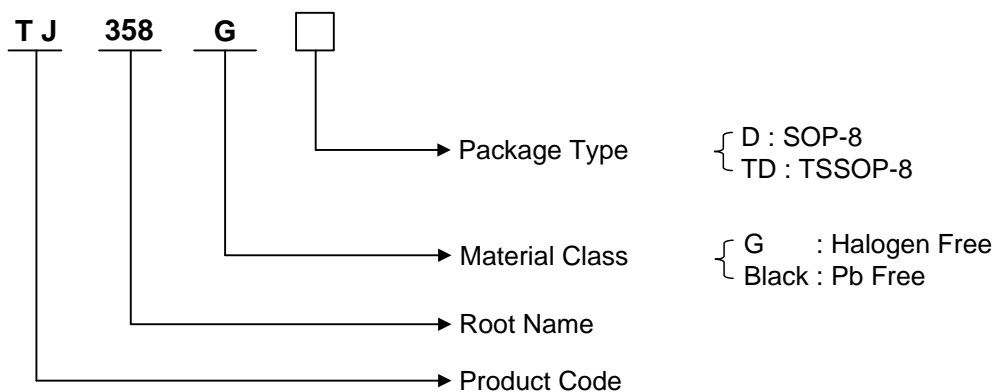 TJ 358 G
Package Type D : SOP-8
TD : TSSOP-8
Material Class G : Halogen Free
Black : Pb Free
Root Name
Product Code